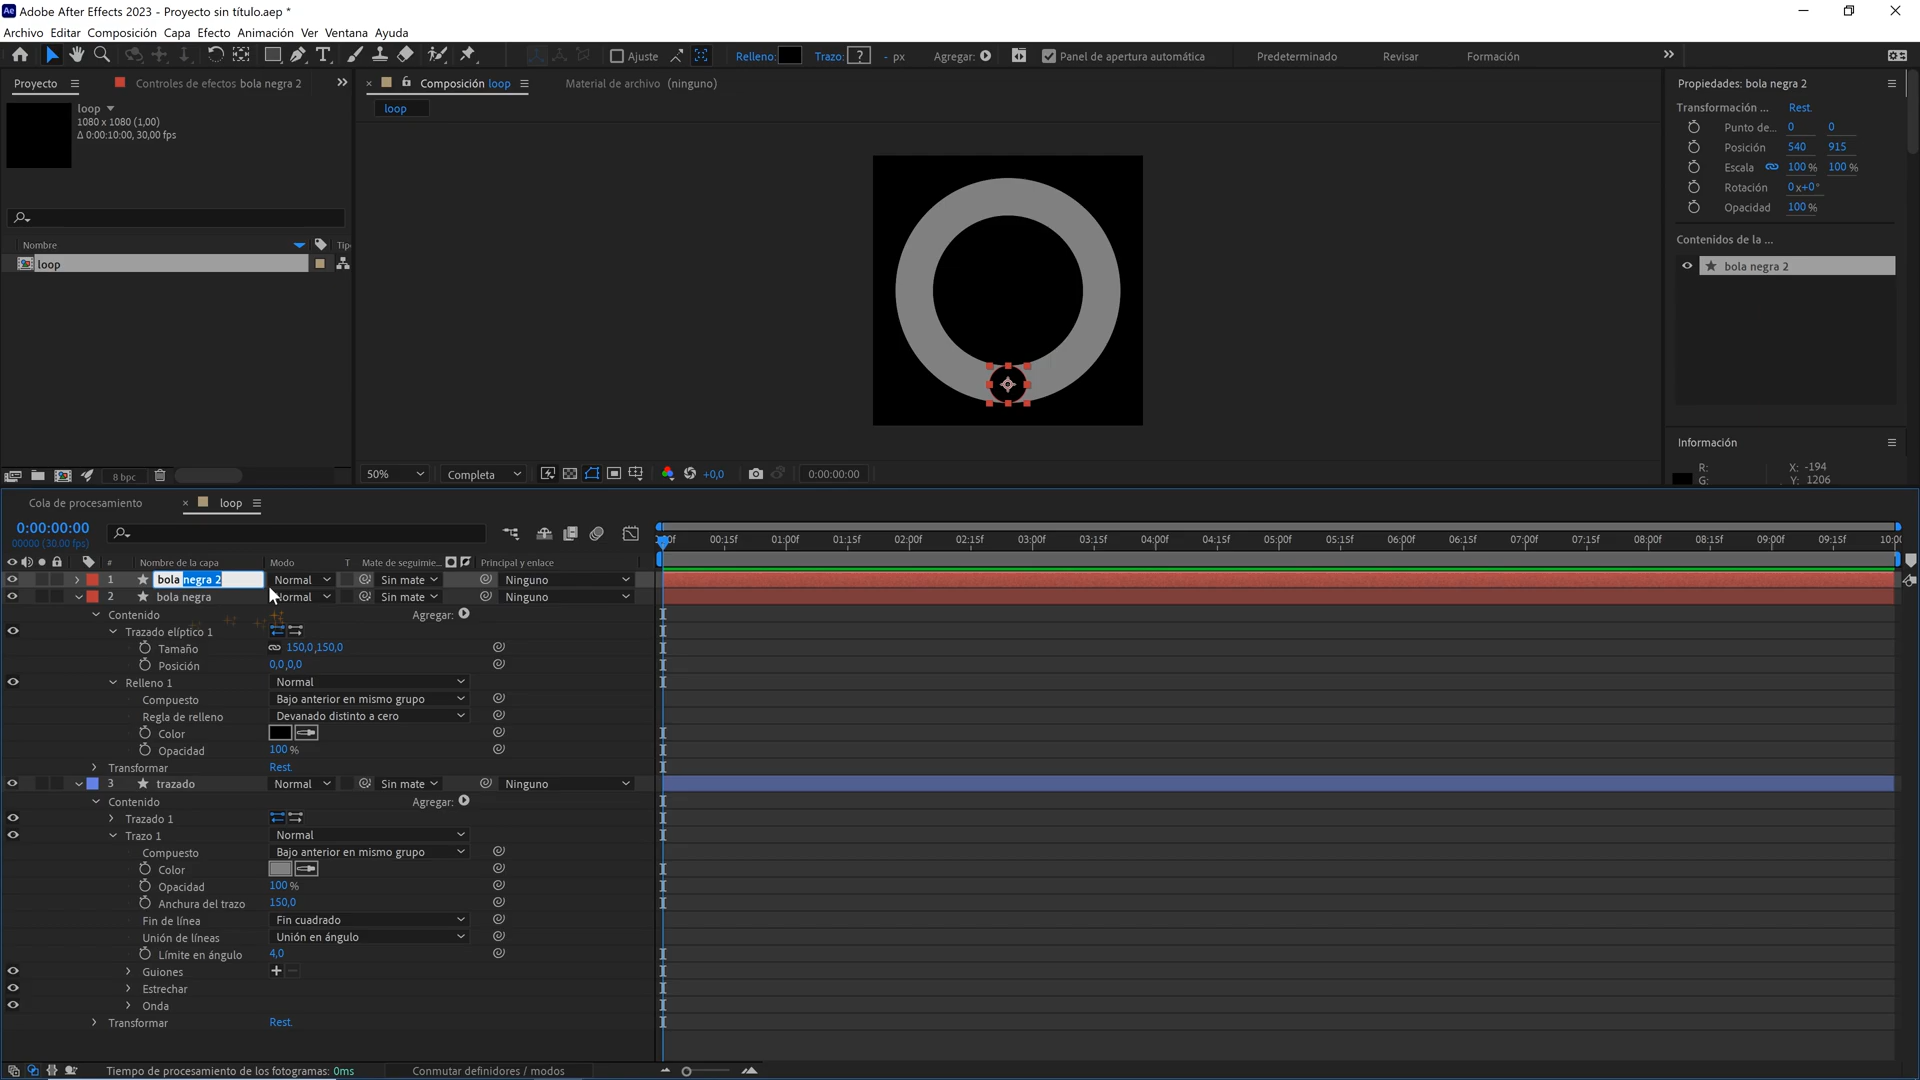 Adobe After Effects 2023 - Proyecto sin título.aep *
Archivo Editar Composición Capa Efecto Animación Ver Ventana Ayuda
Ajuste Relleno: Trazo: ? - px Agregar: Panel de apertura automática Predeterminado Revisar Formación
Proyecto Controles de efectos bola negra 2
Composición loop Material de archivo (ninguno)
Propiedades: bola negra 2
loop
1080 x 1080 (1,00)
Δ 0:00:10:00, 30,00 fps
loop
Transformación ... Rest.
Punto de... 0 0
Posición 540 915
Escala 100 % 100 %
Rotación 0x+0°
Opacidad 100 %
Contenidos de la ...
bola negra 2
Nombre Tip
loop
Información
R: X: -194
G: Y: 1206
8 bpc
50% Completa +0,0 0:00:00:00
Cola de procesamiento loop
0:00:00:00
00000 (30.00 fps)
00:15f 01:00f 01:15f 02:00f 02:15f 03:00f 03:15f 04:00f 04:15f 05:00f 05:15f 06:00f 06:15f 07:00f 07:15f 08:00f 08:15f 09:00f 09:15f 10:0
# Nombre de la capa Modo T Mate de seguimie... Principal y enlace
1 bola negra 2 Normal Sin mate Ninguno
2 bola negra Normal Sin mate Ninguno
Contenido Agregar:
Trazado elíptico 1
Tamaño 150,0,150,0
Posición 0,0,0,0
Relleno 1 Normal
Compuesto Bajo anterior en mismo grupo
Regla de relleno Devanado distinto a cero
Color
Opacidad 100 %
Transformar Rest.
3 trazado Normal Sin mate Ninguno
Contenido Agregar:
Trazado 1
Trazo 1 Normal
Compuesto Bajo anterior en mismo grupo
Color
Opacidad 100 %
Anchura del trazo 150,0
Fin de línea Fin cuadrado
Unión de líneas Unión en ángulo
Límite en ángulo 4,0
Guiones
Estrechar
Onda
Transformar Rest.
Tiempo de procesamiento de los fotogramas: 0ms Conmutar definidores / modos